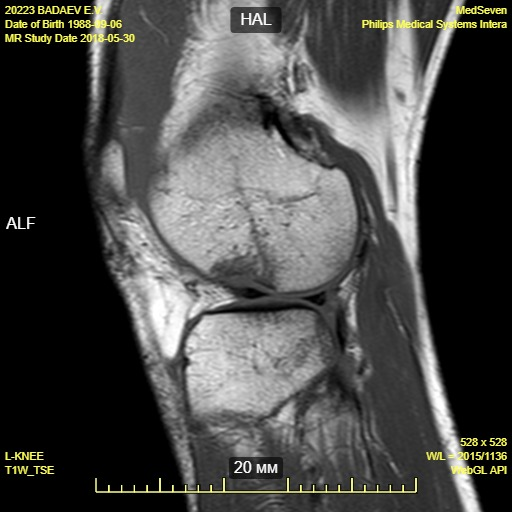 20223 BADAEV E.V.
Date of Birth 1988-09-06
MR Study Date 2018-05-30
HAL
MedSeven
Philips Medical Systems Intera
ALF
L-KNEE
T1W_TSE
20 мм
528 x 528
W/L = 2015/1136
WebGL API